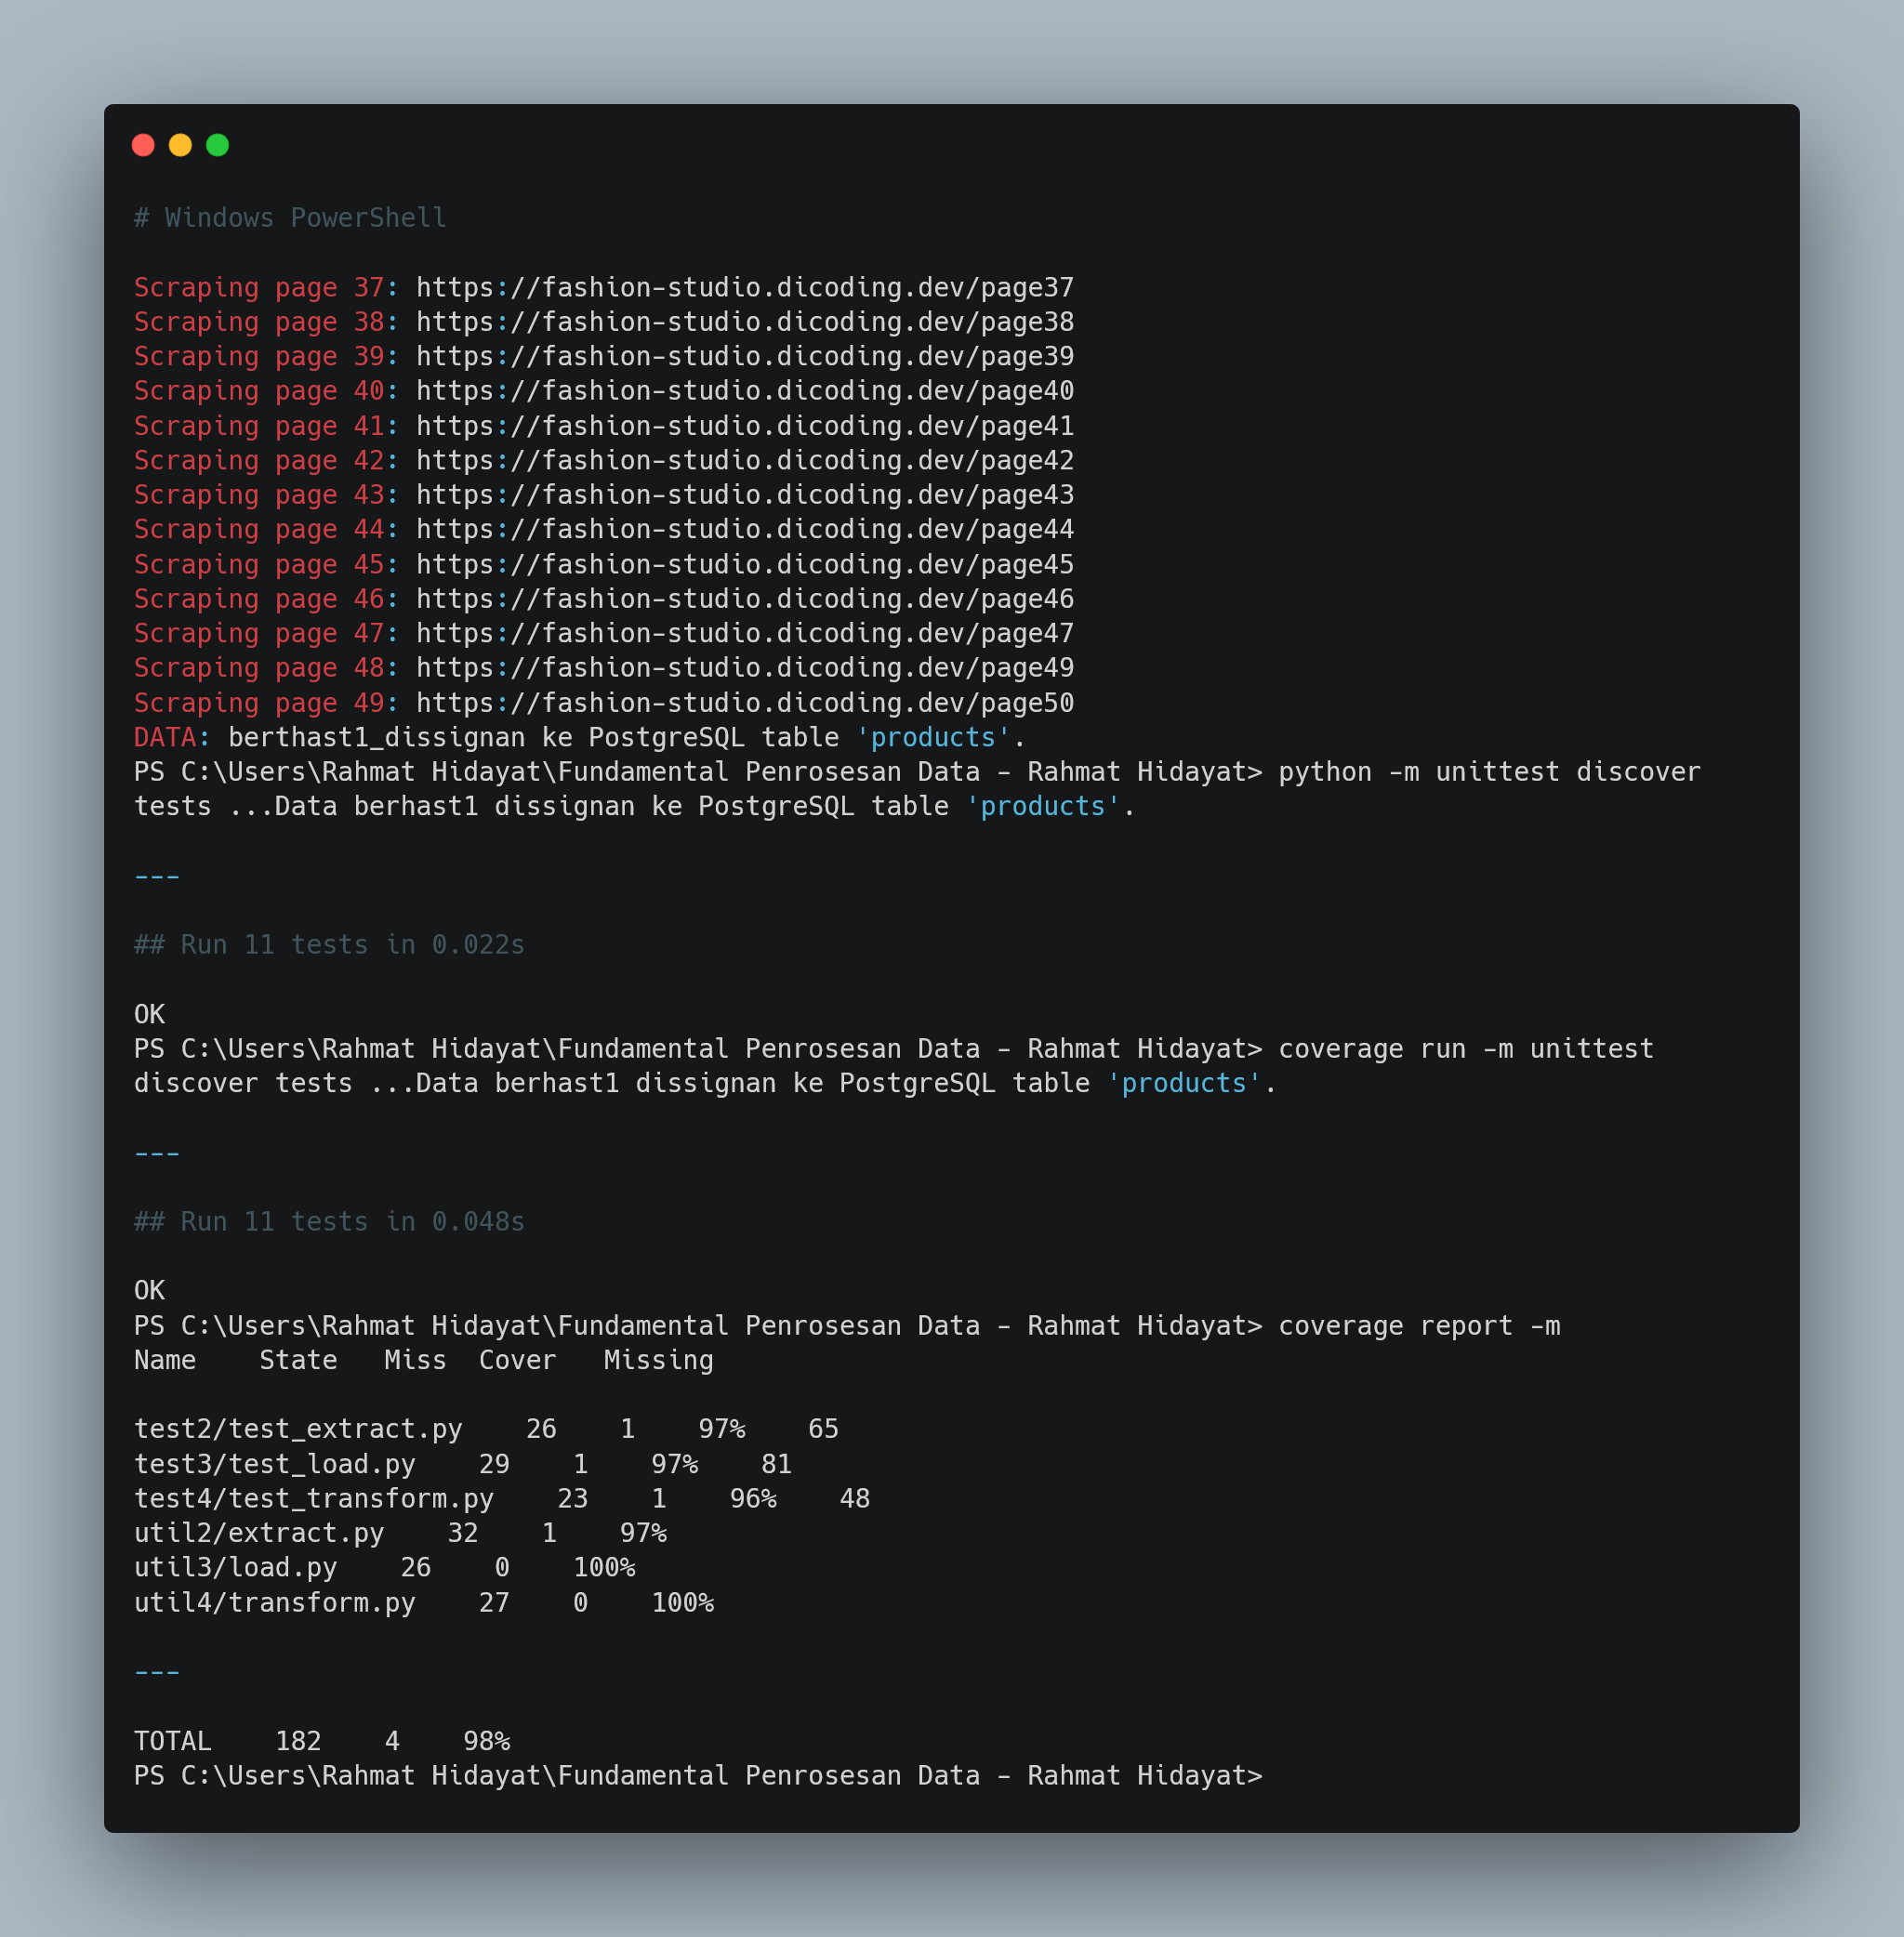 # Windows PowerShell
Scraping page 37: https://fashion-studio.dicoding.dev/page37
Scraping page 38: https://fashion-studio.dicoding.dev/page38
Scraping page 39: https://fashion-studio.dicoding.dev/page39
Scraping page 40: https://fashion-studio.dicoding.dev/page40
Scraping page 41: https://fashion-studio.dicoding.dev/page41
Scraping page 42: https://fashion-studio.dicoding.dev/page42
Scraping page 43: https://fashion-studio.dicoding.dev/page43
Scraping page 44: https://fashion-studio.dicoding.dev/page44
Scraping page 45: https://fashion-studio.dicoding.dev/page45
Scraping page 46: https://fashion-studio.dicoding.dev/page46
Scraping page 47: https://fashion-studio.dicoding.dev/page47
Scraping page 48: https://fashion-studio.dicoding.dev/page49
Scraping page 49: https://fashion-studio.dicoding.dev/page50
DATA: berthast1_dissignan ke PostgreSQL table 'products'.
PS C:\Users\Rahmat Hidayat\Fundamental Penrosesan Data - Rahmat Hidayat> python -m unittest discover
tests ...Data berhast1 dissignan ke PostgreSQL table 'products'.
---
## Run 11 tests in 0.022s
OK
PS C:\Users\Rahmat Hidayat\Fundamental Penrosesan Data - Rahmat Hidayat> coverage run -m unittest
discover tests ...Data berhast1 dissignan ke PostgreSQL table 'products'.
---
## Run 11 tests in 0.048s
OK
PS C:\Users\Rahmat Hidayat\Fundamental Penrosesan Data - Rahmat Hidayat> coverage report -m
Name    State   Miss  Cover   Missing
test2/test_extract.py    26    1    97%    65
test3/test_load.py    29    1    97%    81
test4/test_transform.py    23    1    96%    48
util2/extract.py    32    1    97%
util3/load.py    26    0    100%
util4/transform.py    27    0    100%
---
TOTAL    182    4    98%
PS C:\Users\Rahmat Hidayat\Fundamental Penrosesan Data - Rahmat Hidayat>